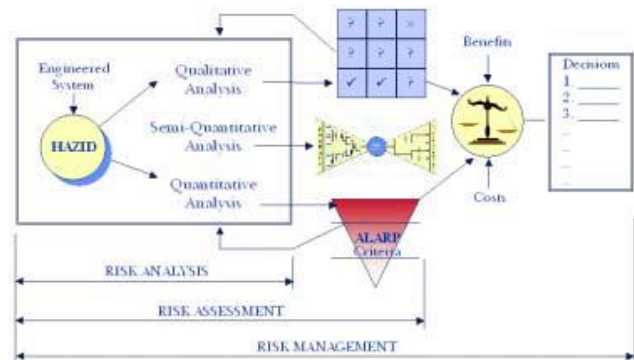 ? ? ×
? ? ?
✓ ✓ ?
Benefits
Engineered
System
Qualitative
Analysis
Decisions
1.
2.
3.
HAZID
Semi-Quantitative
Analysis
Quantitative
Analysis
Costs
ALARP
Criteria
RISK ANALYSIS
RISK ASSESSMENT
RISK MANAGEMENT